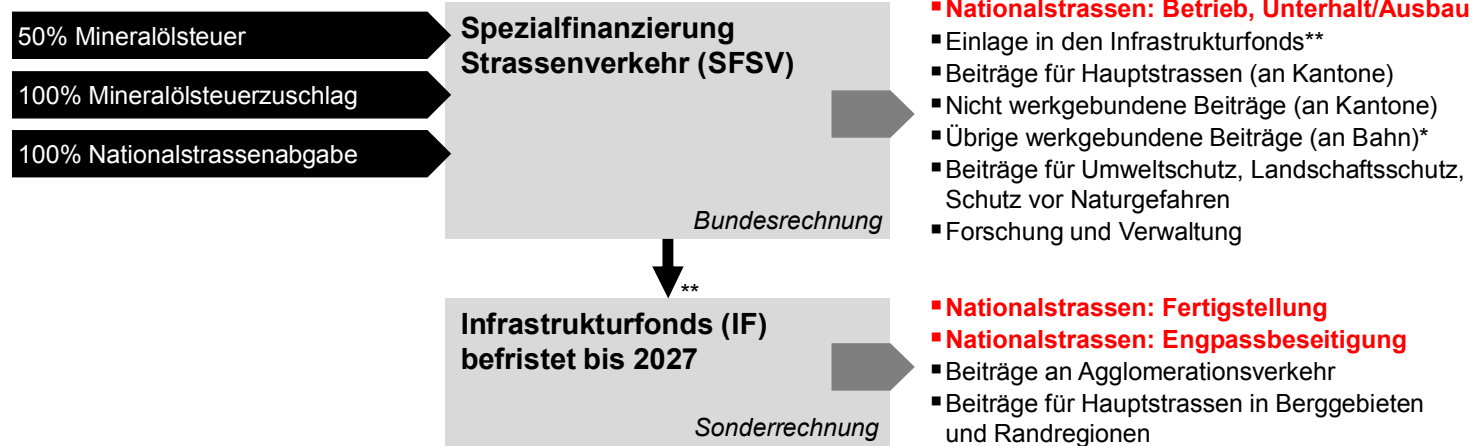 50% Mineralölsteuer
100% Mineralölsteuerzuschlag
100% Nationalstrassenabgabe
Spezialfinanzierung
Strassenverkehr (SFSV)
Bundesrechnung
▪Nationalstrassen: Betrieb, Unterhalt/Ausbau
▪Einlage in den Infrastrukturfonds**
▪Beiträge für Hauptstrassen (an Kantone)
▪Nicht werkgebundene Beiträge (an Kantone)
▪Übrige werkgebundene Beiträge (an Bahn)*
▪Beiträge für Umweltschutz, Landschaftsschutz,
Schutz vor Naturgefahren
▪Forschung und Verwaltung
**
Infrastrukturfonds (IF)
befristet bis 2027
Sonderrechnung
▪Nationalstrassen: Fertigstellung
▪Nationalstrassen: Engpassbeseitigung
▪Beiträge an Agglomerationsverkehr
▪Beiträge für Hauptstrassen in Berggebieten
und Randregionen